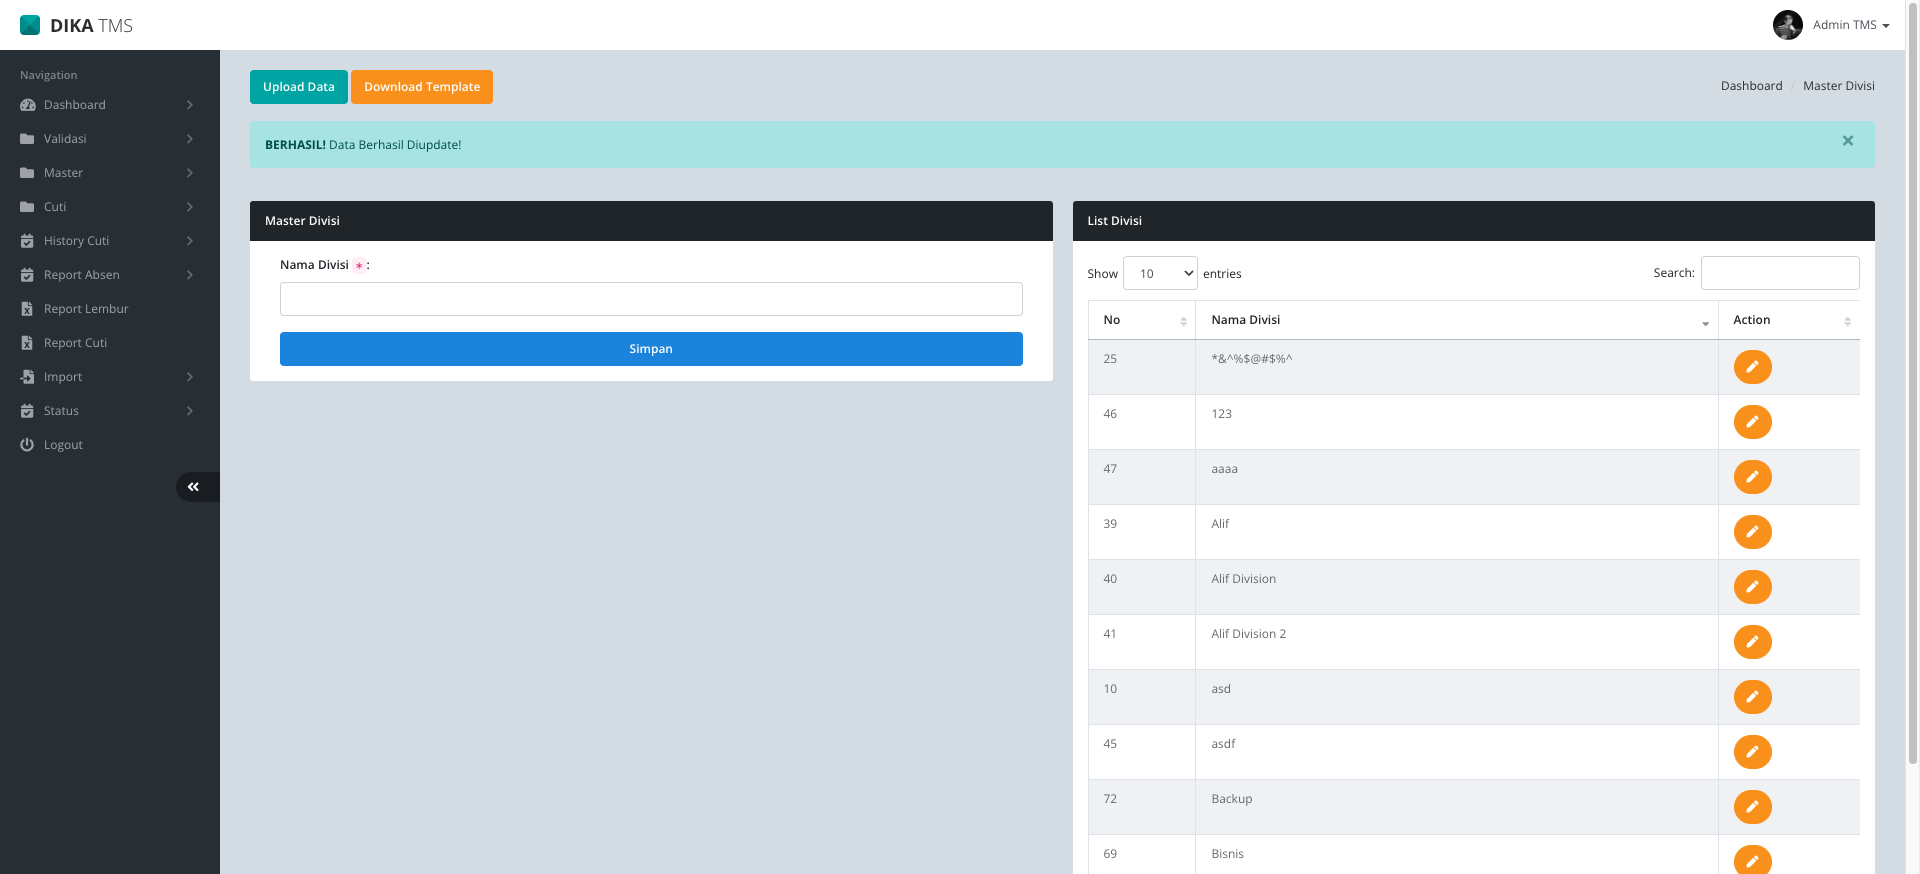 DIKA TMS
Admin TMS
Navigation
Dashboard
Validasi
Master
Cuti
History Cuti
Report Absen
Report Lembur
Report Cuti
Import
Status
Logout
Upload Data
Download Template
Dashboard / Master Divisi
BERHASIL! Data Berhasil Diupdate!
×
Master Divisi
Nama Divisi * :
Simpan
List Divisi
Show 10 entries
Search:
No Nama Divisi Action
25 *&^%$@#$%^
46 123
47 aaaa
39 Alif
40 Alif Division
41 Alif Division 2
10 asd
45 asdf
72 Backup
69 Bisnis